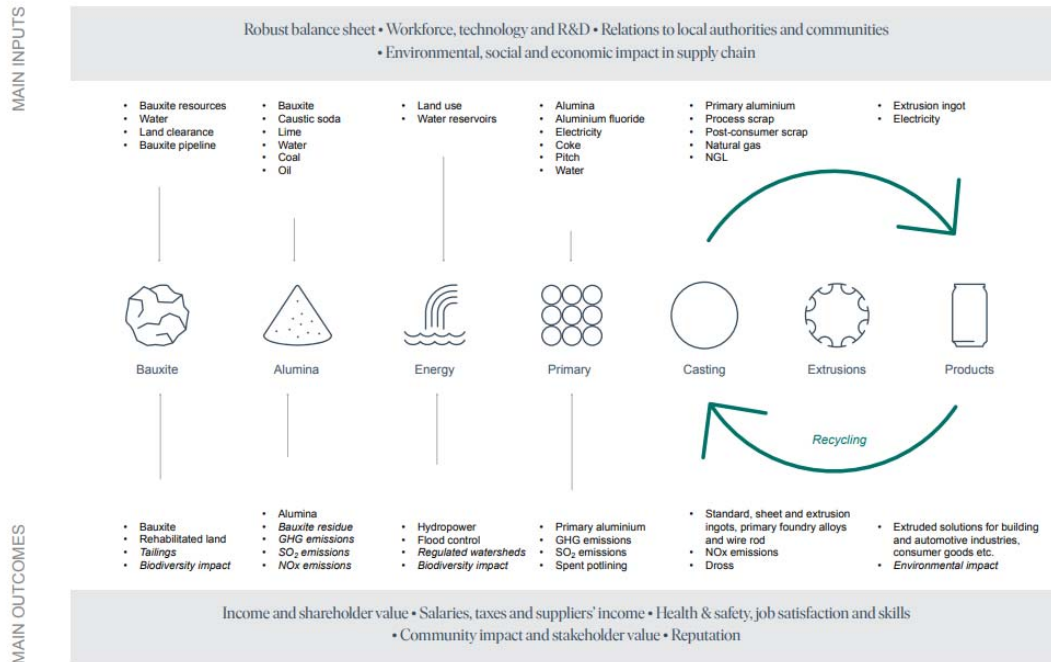 MAIN INPUTS
Robust balance sheet • Workforce, technology and R&D • Relations to local authorities and communities
• Environmental, social and economic impact in supply chain
• Bauxite resources
• Water
• Land clearance
• Bauxite pipeline
• Bauxite
• Caustic soda
• Lime
• Water
• Coal
• Oil
• Land use
• Water reservoirs
• Alumina
• Aluminium fluoride
• Electricity
• Coke
• Pitch
• Water
• Primary aluminium
• Process scrap
• Post-consumer scrap
• Natural gas
• NGL
• Extrusion ingot
• Electricity
Bauxite
Alumina
Energy
Primary
Casting
Extrusions
Products
Recycling
MAIN OUTCOMES
• Bauxite
• Rehabilitated land
• Tailings
• Biodiversity impact
• Alumina
• Bauxite residue
• GHG emissions
• SO₂ emissions
• NOx emissions
• Hydropower
• Flood control
• Regulated watersheds
• Biodiversity impact
• Primary aluminium
• GHG emissions
• SO₂ emissions
• Spent potlining
• Standard, sheet and extrusion
ingots, primary foundry alloys
and wire rod
• NOx emissions
• Dross
• Extruded solutions for building
and automotive industries,
consumer goods etc.
• Environmental impact
Income and shareholder value • Salaries, taxes and suppliers' income • Health & safety, job satisfaction and skills
• Community impact and stakeholder value • Reputation